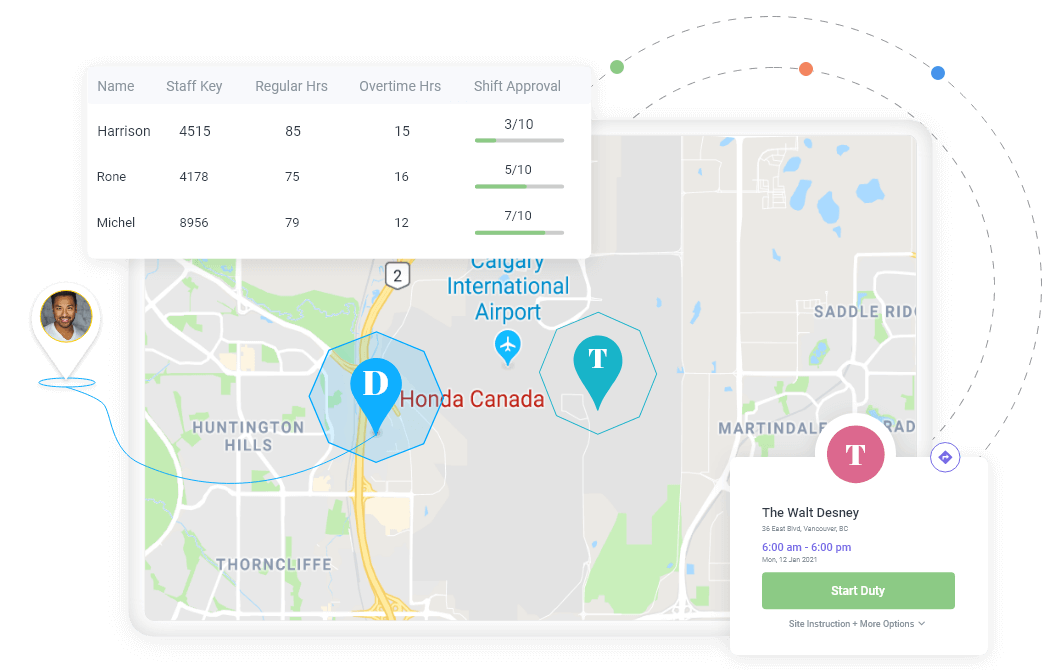 Name Staff Key Regular Hrs Overtime Hrs Shift Approval
Harrison 4515 85 15 3/10
Rone 4178 75 16 5/10
Michel 8956 79 12 7/10
2
Calgary
International
Airport
SADDLE RIDG
T
D
Honda Canada
HUNTINGTON
HILLS
MARTINDALE
RAD
T
The Walt Desney
36 East Blvd, Vancouver, BC
6:00 am - 6:00 pm
Mon, 12 Jan 2021
THORNCLIFFE
Start Duty
Site Instruction + More Options